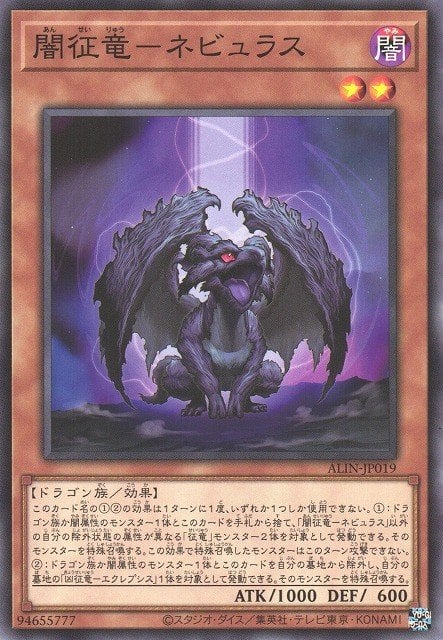 闇征竜－ネビュラス
闇
ALIN-JP019
【ドラゴン族／効果】
このカード名の①②の効果は1ターンに1度、いずれか1つしか使用できない。①：ドラ
ゴン族か闇属性のモンスター1体とこのカードを手札から捨て、「闇征竜－ネビュラス」以外
の自分の除外状態の属性が異なる「征竜」モンスター2体を対象として発動できる。その
モンスターを特殊召喚する。この効果で特殊召喚したモンスターはこのターン攻撃できない。
②：ドラゴン族か闇属性のモンスター1体とこのカードを自分の墓地から除外し、自分の
墓地の「凶征竜－エクレプシス」1体を対象として発動できる。そのモンスターを特殊召喚する。
ATK/1000 DEF/ 600
94655777
©スタジオ・ダイス／集英社・テレビ東京・KONAMI